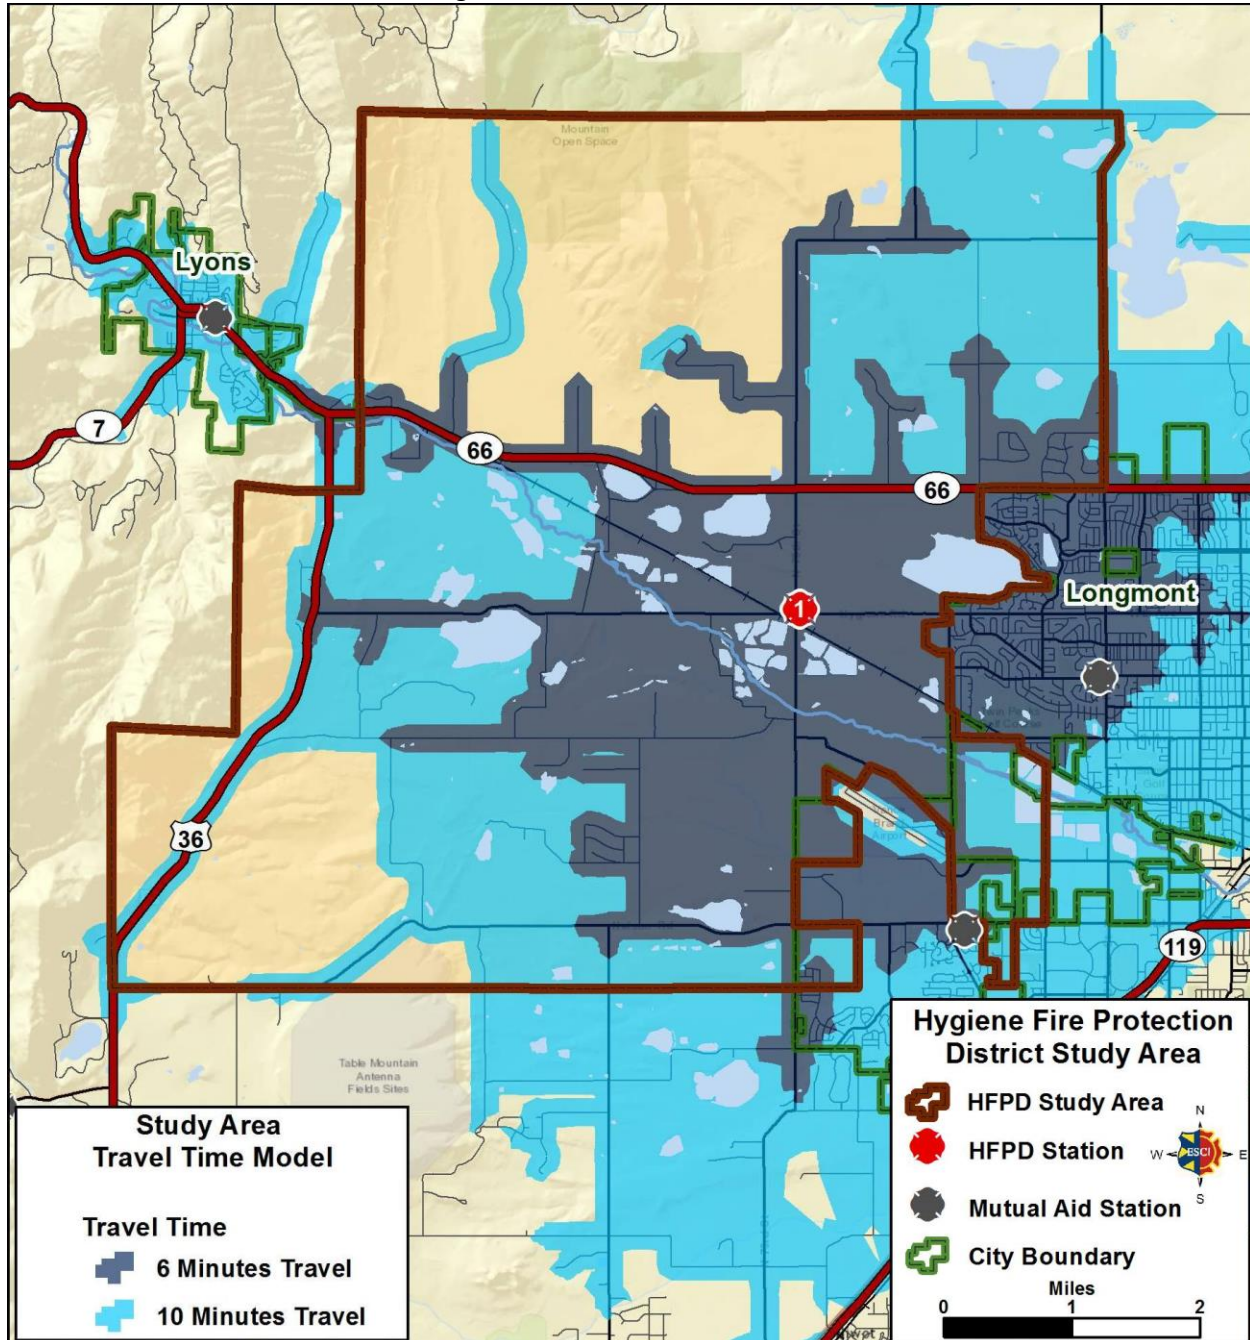 Mountain
Open Space
Lyons
7
66
66
1
Longmont
36
Airport
119
Table Mountain
Antenna
Fields Sites
Study Area
Travel Time Model
Travel Time
6 Minutes Travel
10 Minutes Travel
Hygiene Fire Protection
District Study Area
HFPD Study Area
HFPD Station
N
W
ESCI
E
S
Mutual Aid Station
City Boundary
Miles
0
1
2